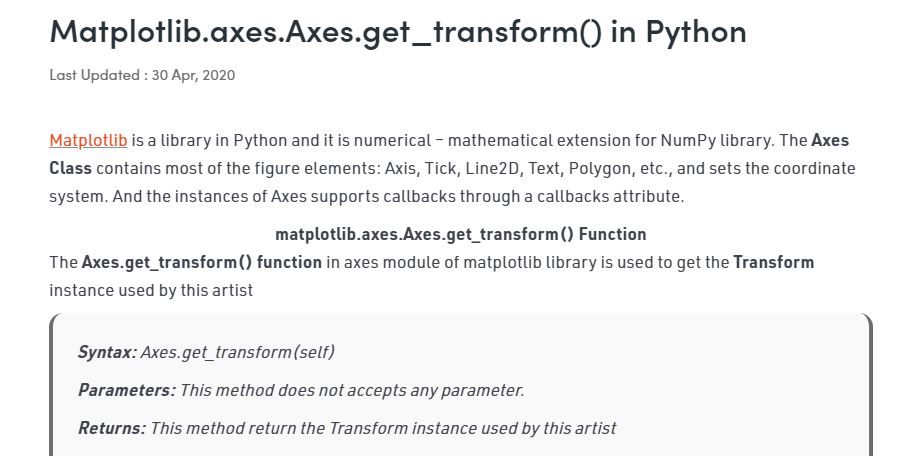 Matplotlib.axes.Axes.get_transform() in Python
Last Updated : 30 Apr, 2020
Matplotlib is a library in Python and it is numerical – mathematical extension for NumPy library. The Axes
Class contains most of the figure elements: Axis, Tick, Line2D, Text, Polygon, etc., and sets the coordinate
system. And the instances of Axes supports callbacks through a callbacks attribute.
matplotlib.axes.Axes.get_transform() Function
The Axes.get_transform() function in axes module of matplotlib library is used to get the Transform
instance used by this artist
Syntax: Axes.get_transform(self)
Parameters: This method does not accepts any parameter.
Returns: This method return the Transform instance used by this artist